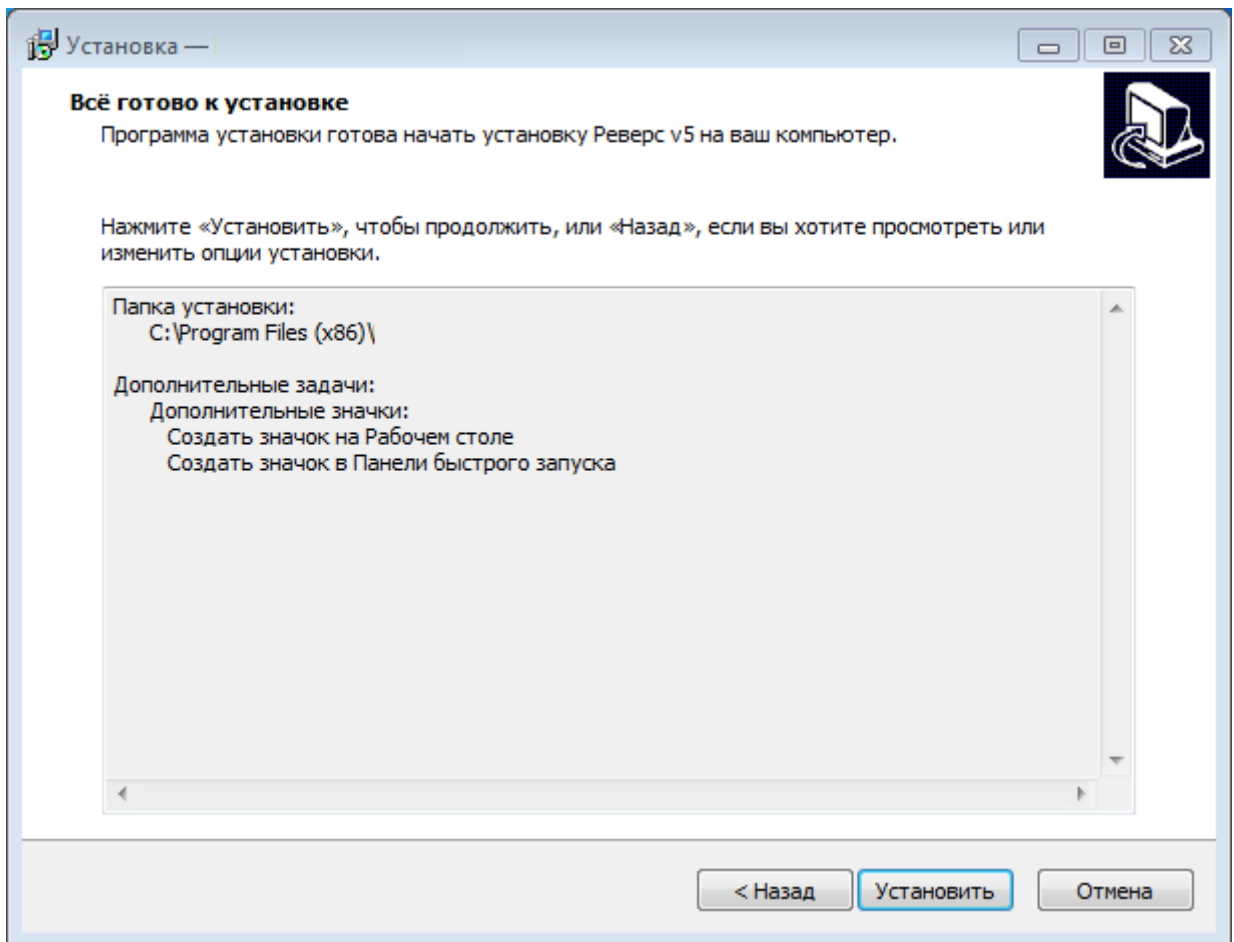 Установка —
Всё готово к установке
Программа установки готова начать установку Реверс v5 на ваш компьютер.
Нажмите «Установить», чтобы продолжить, или «Назад», если вы хотите просмотреть или
изменить опции установки.
Папка установки:
C:\Program Files (x86)\
Дополнительные задачи:
Дополнительные значки:
Создать значок на Рабочем столе
Создать значок в Панели быстрого запуска
< Назад
Установить
Отмена